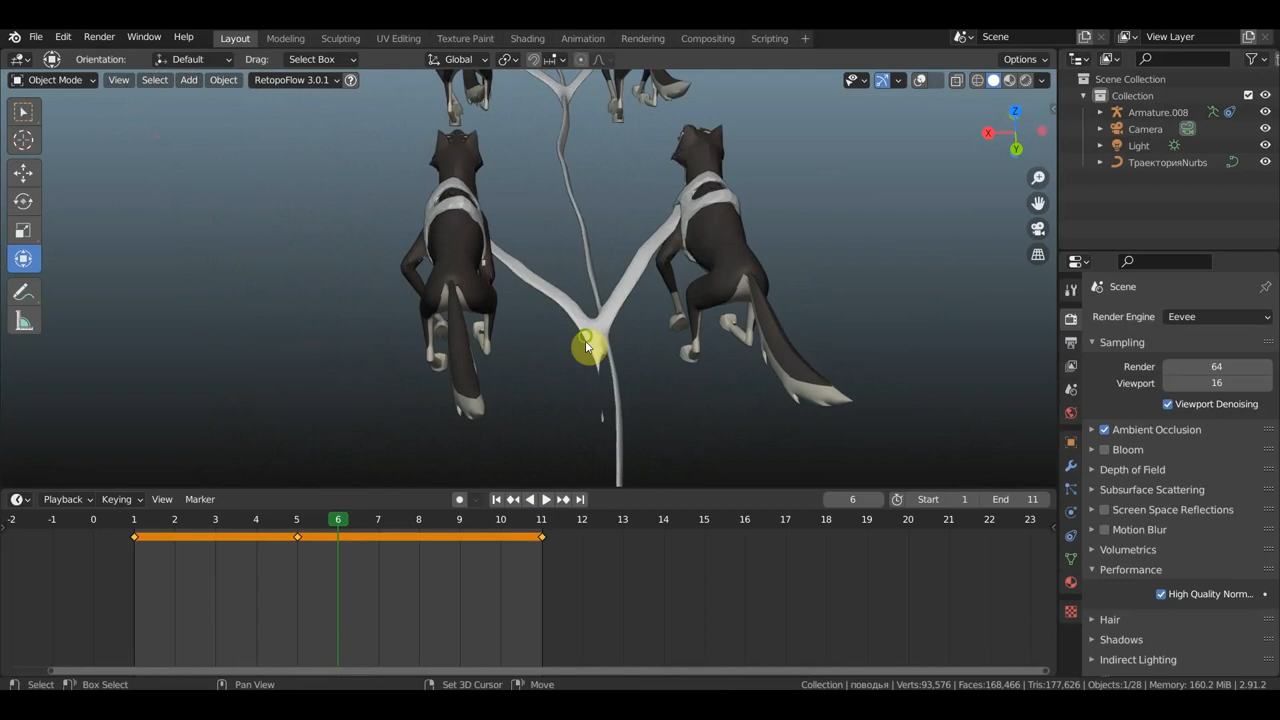 File Edit Render Window Help Layout Modeling Sculpting UV Editing Texture Paint Shading Animation Rendering Compositing Scripting + Scene View Layer
Orientation: Default Drag: Select Box Global Options
Object Mode View Select Add Object RetopoFlow 3.0.1 ?
Z
X
Y
Scene Collection
Collection
Armature.008
Camera
Light
ТраекторияNurbs
Scene
Render Engine Eevee
Sampling
Render 64
Viewport 16
Viewport Denoising
Ambient Occlusion
Bloom
Depth of Field
Subsurface Scattering
Screen Space Reflections
Motion Blur
Volumetrics
Performance
High Quality Norm...
Hair
Shadows
Indirect Lighting
Playback Keying View Marker 6 Start 1 End 11
-2 0 1 2 3 4 5 6 7 8 9 10 11 12 13 14 15 16 17 18 19 20 21 22 23
Select Box Select Pan View Set 3D Cursor Move Collection | поводья | Verts:93,576 | Faces:168,466 | Tris:177,626 | Objects:1/28 | Memory: 160.2 MiB | 2.91.2